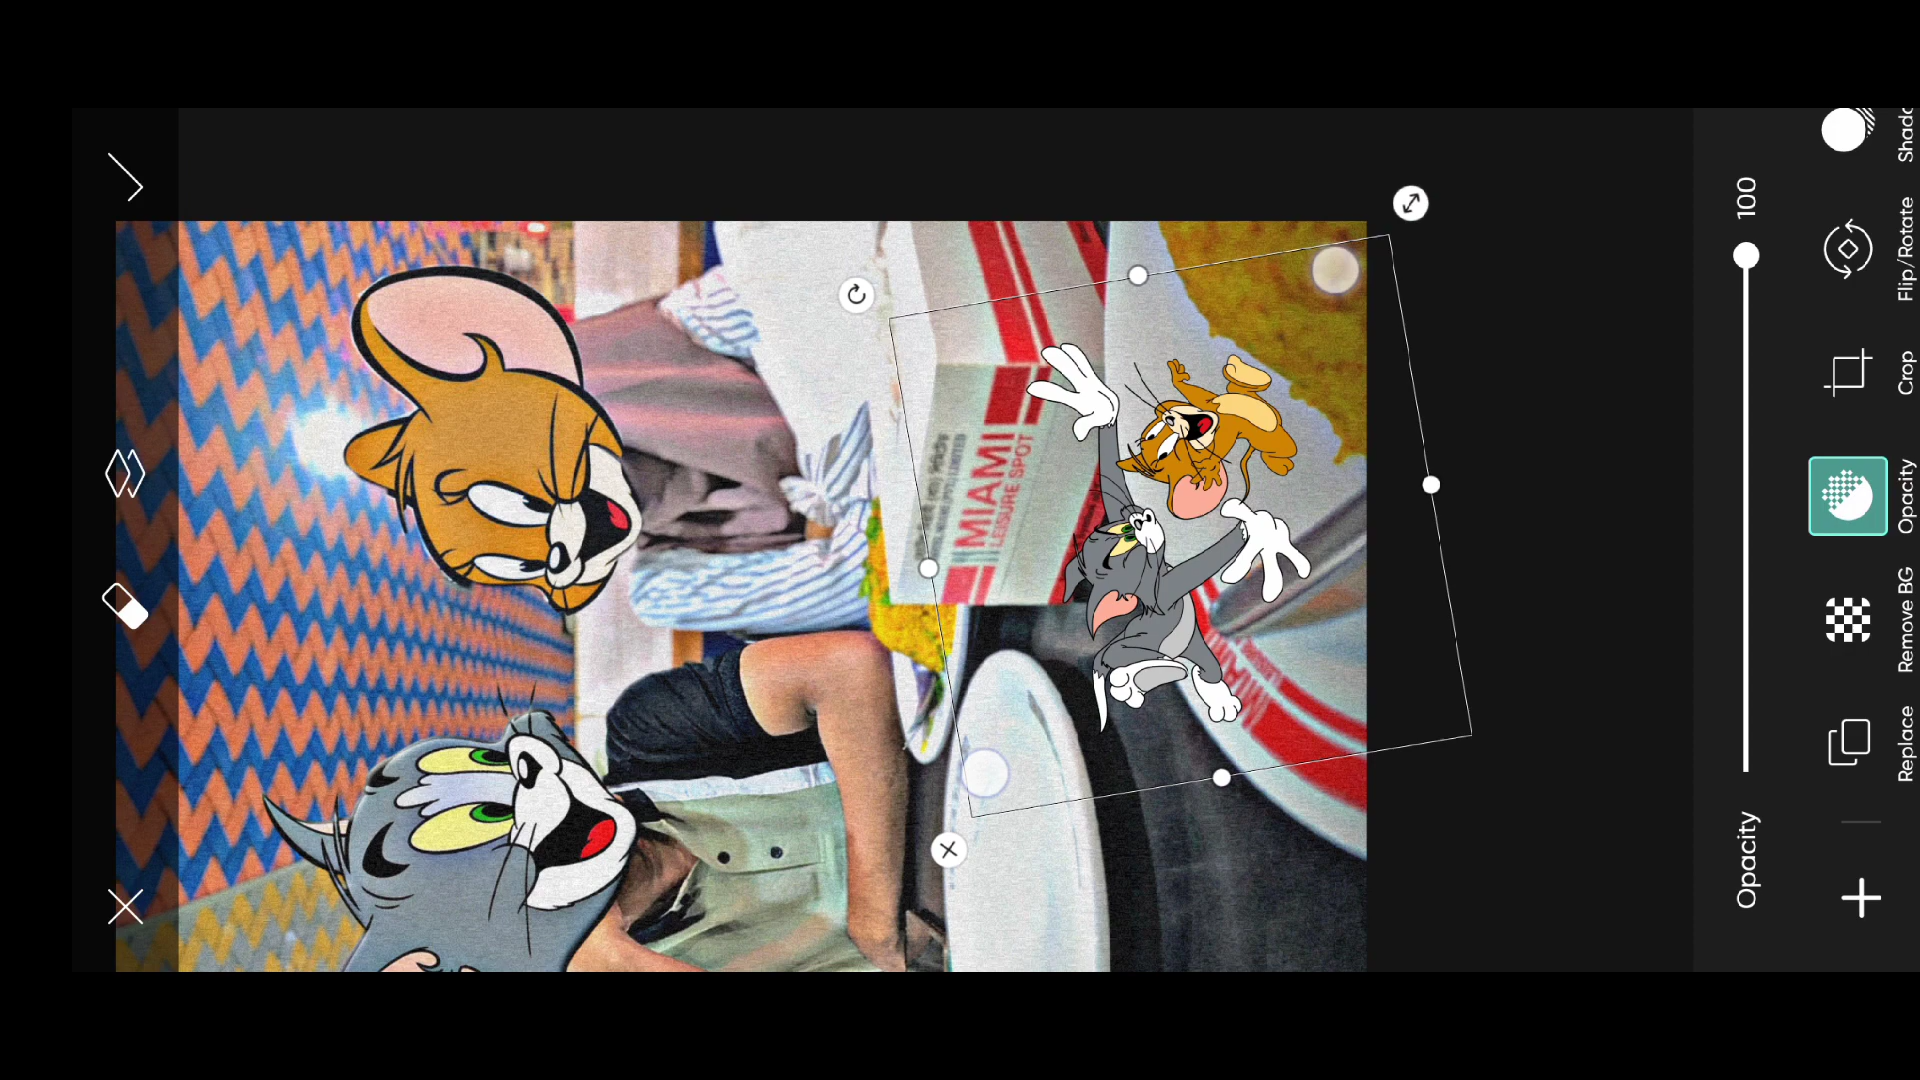 Opacity
100
Replace
Remove BG
Opacity
Crop
Flip/Rotate
Shado
MIAMI
LEISURE SPOT